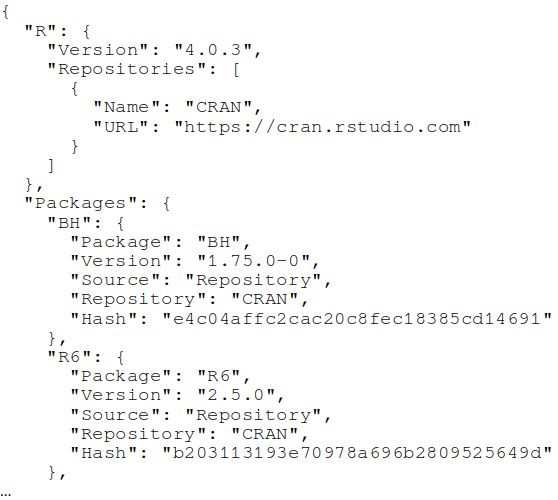 {
  "R": {
    "Version": "4.0.3",
    "Repositories": [
      {
        "Name": "CRAN",
        "URL": "https://cran.rstudio.com"
      }
    ]
  },
  "Packages": {
    "BH": {
      "Package": "BH",
      "Version": "1.75.0-0",
      "Source": "Repository",
      "Repository": "CRAN",
      "Hash": "e4c04affc2cac20c8fec18385cd14691"
    },
    "R6": {
      "Package": "R6",
      "Version": "2.5.0",
      "Source": "Repository",
      "Repository": "CRAN",
      "Hash": "b203113193e70978a696b2809525649d"
    },
…